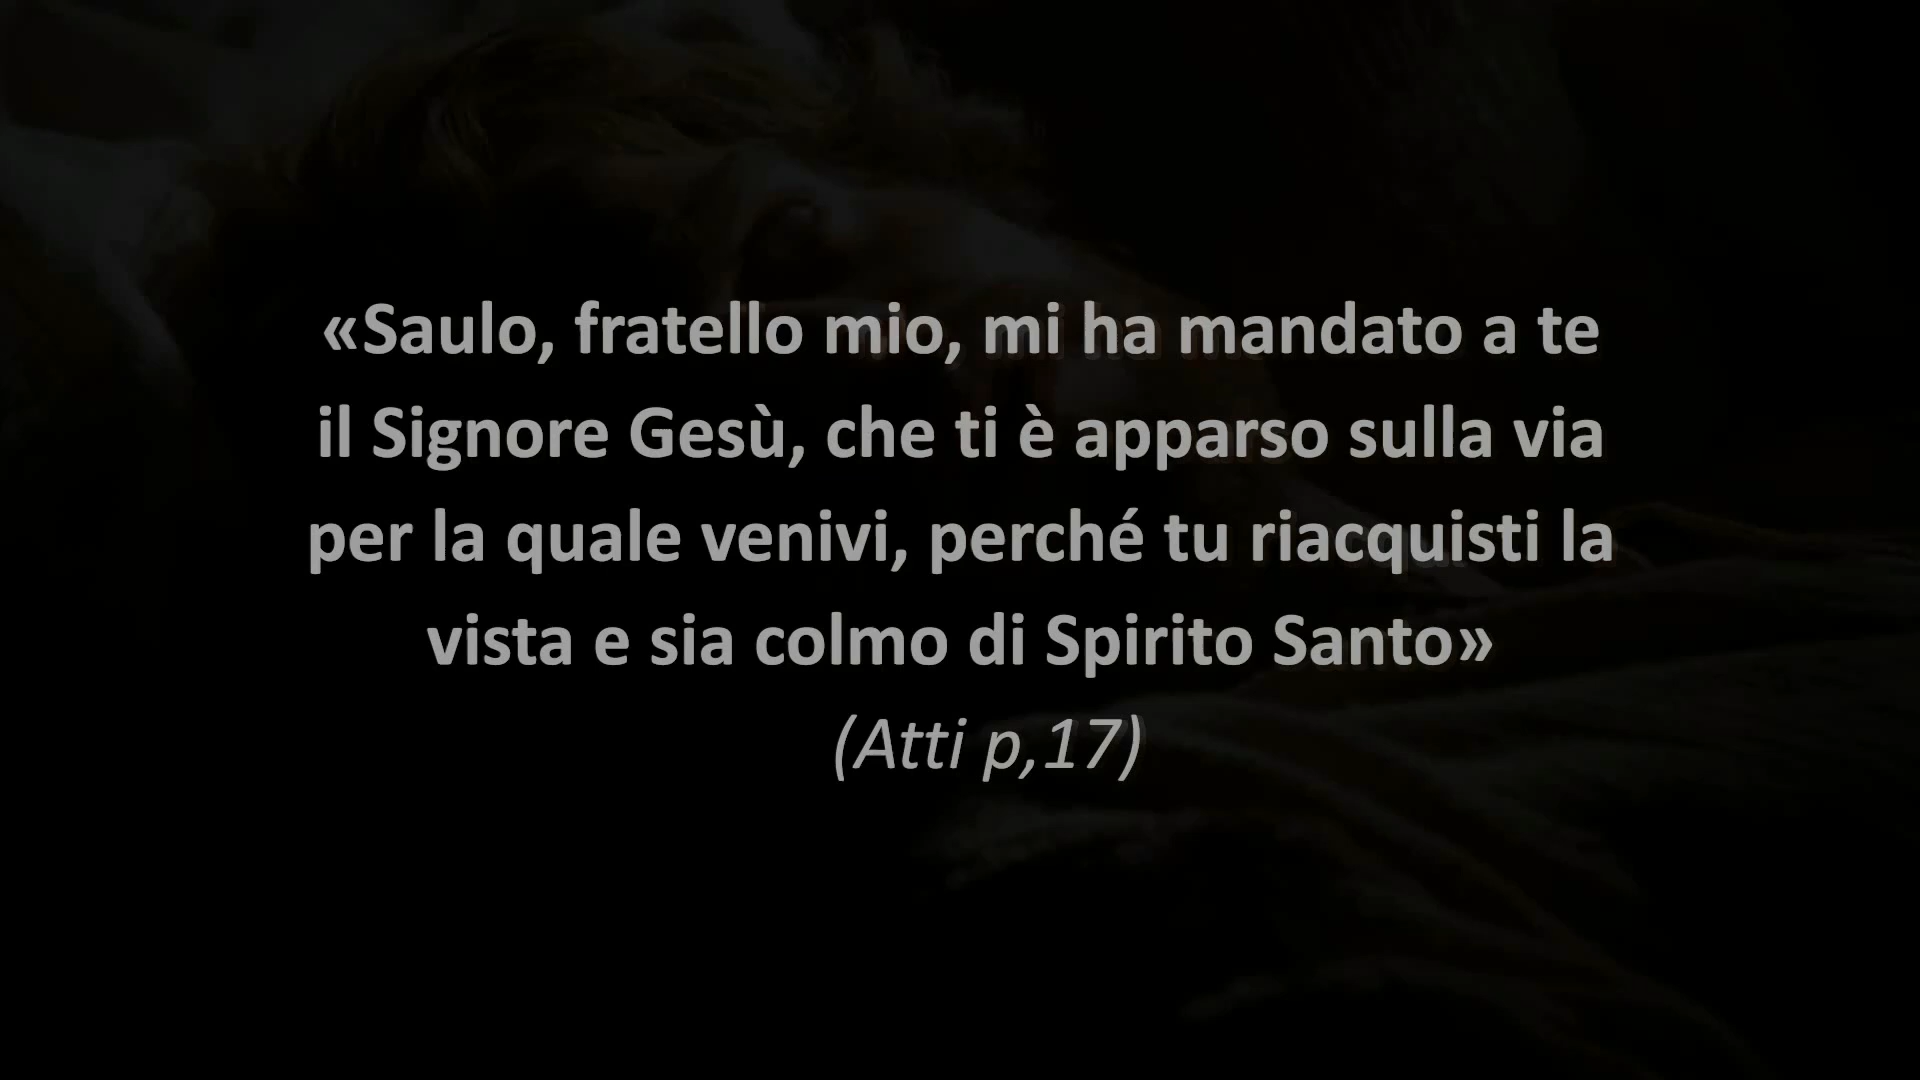 «Saulo, fratello mio, mi ha mandato a te
il Signore Gesù, che ti è apparso sulla via
per la quale venivi, perché tu riacquisti la
vista e sia colmo di Spirito Santo»
(Atti p,17)